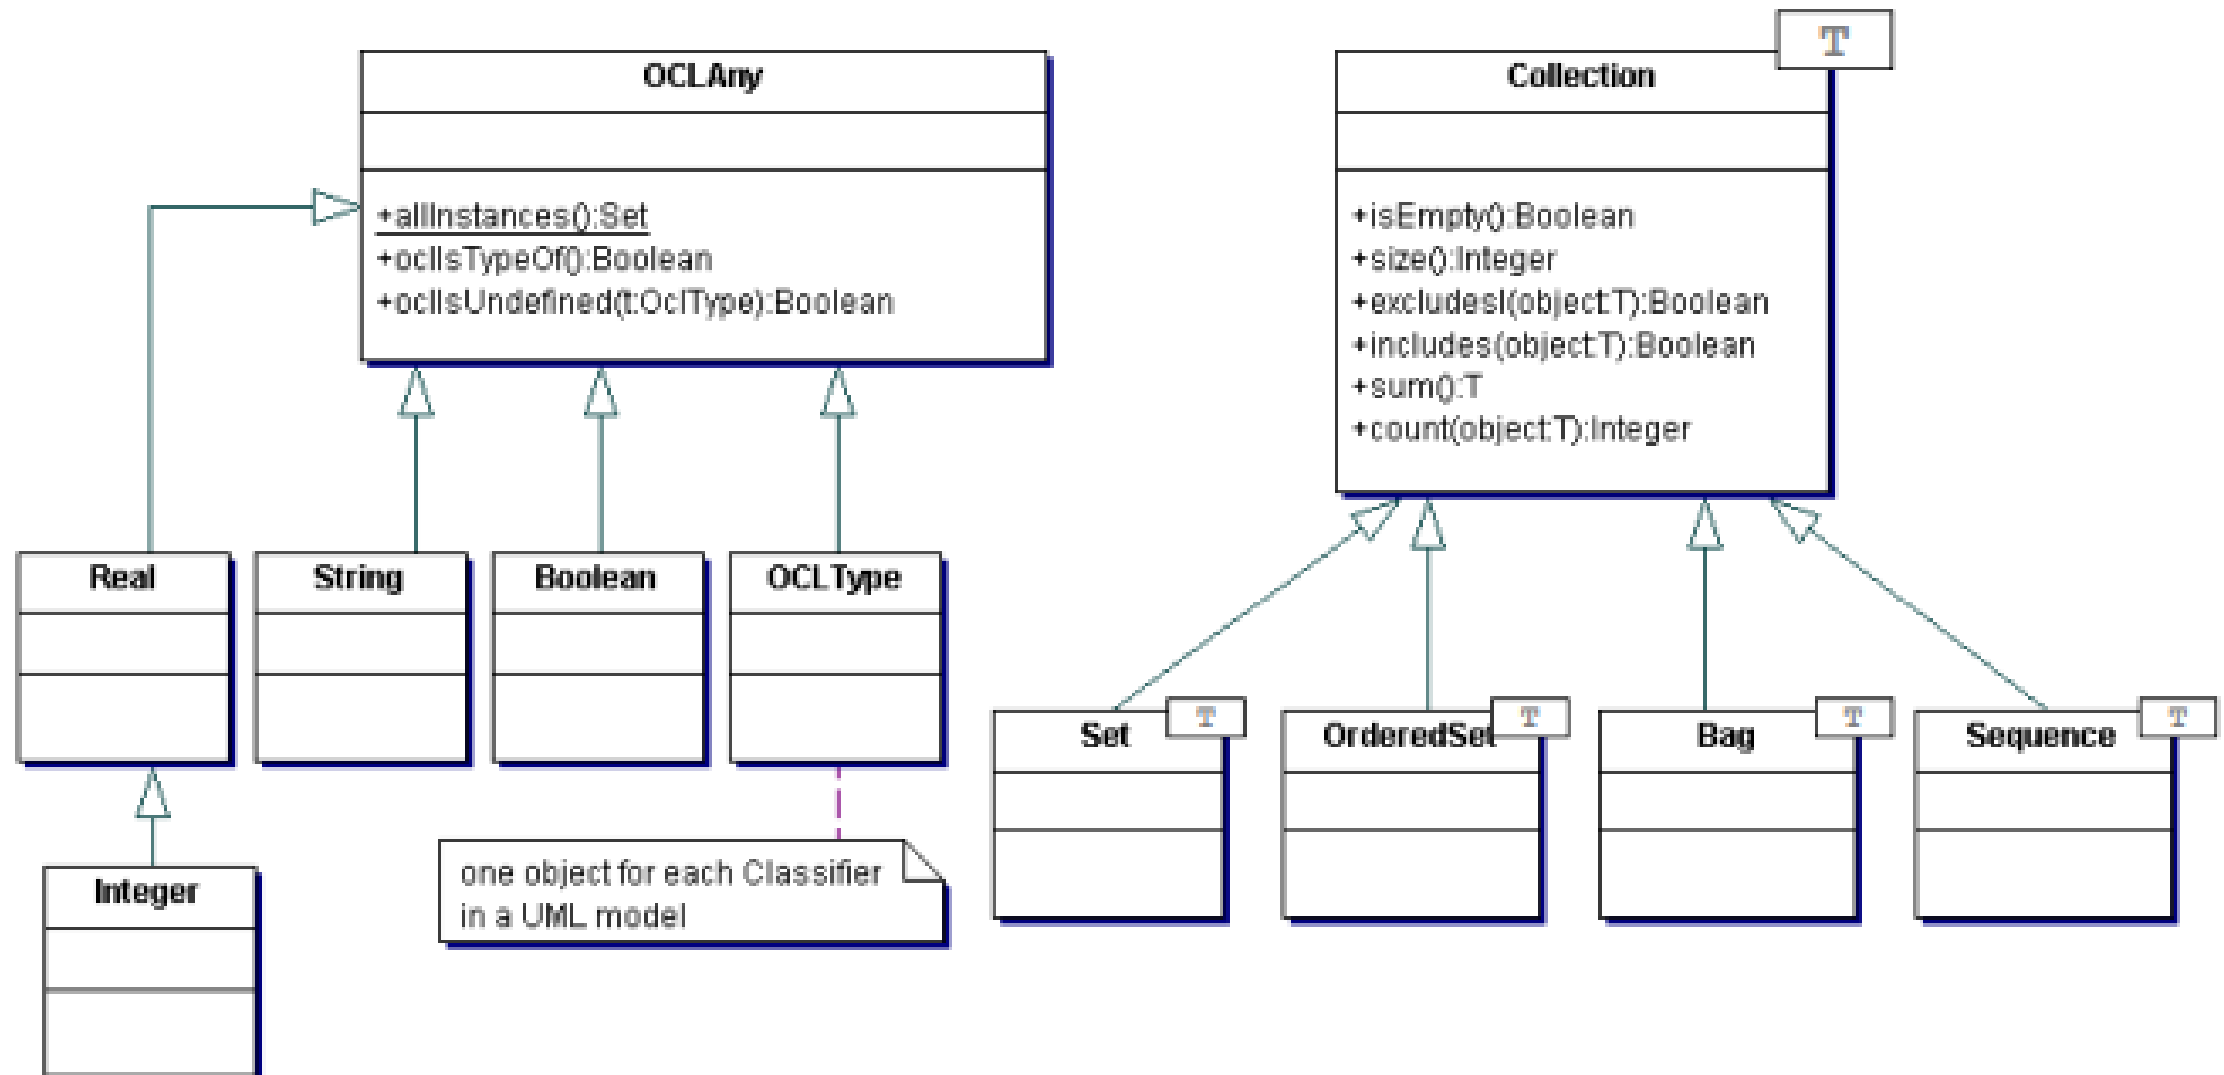 OCLAny
+allInstances():Set
+oclIsTypeOf():Boolean
+oclIsUndefined(t:OclType):Boolean
T
Collection
+isEmpty():Boolean
+size():Integer
+excludesl(object:T):Boolean
+includes(object:T):Boolean
+sum():T
+count(object:T):Integer
Real
String
Boolean
OCLType
Integer
one object for each Classifier
in a UML model
Set
T
OrderedSet
T
Bag
T
Sequence
T